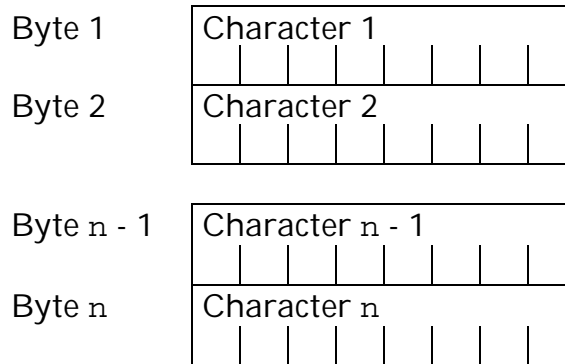 Byte 1 Character 1
Byte 2 Character 2
Byte n - 1 Character n - 1
Byte n Character n